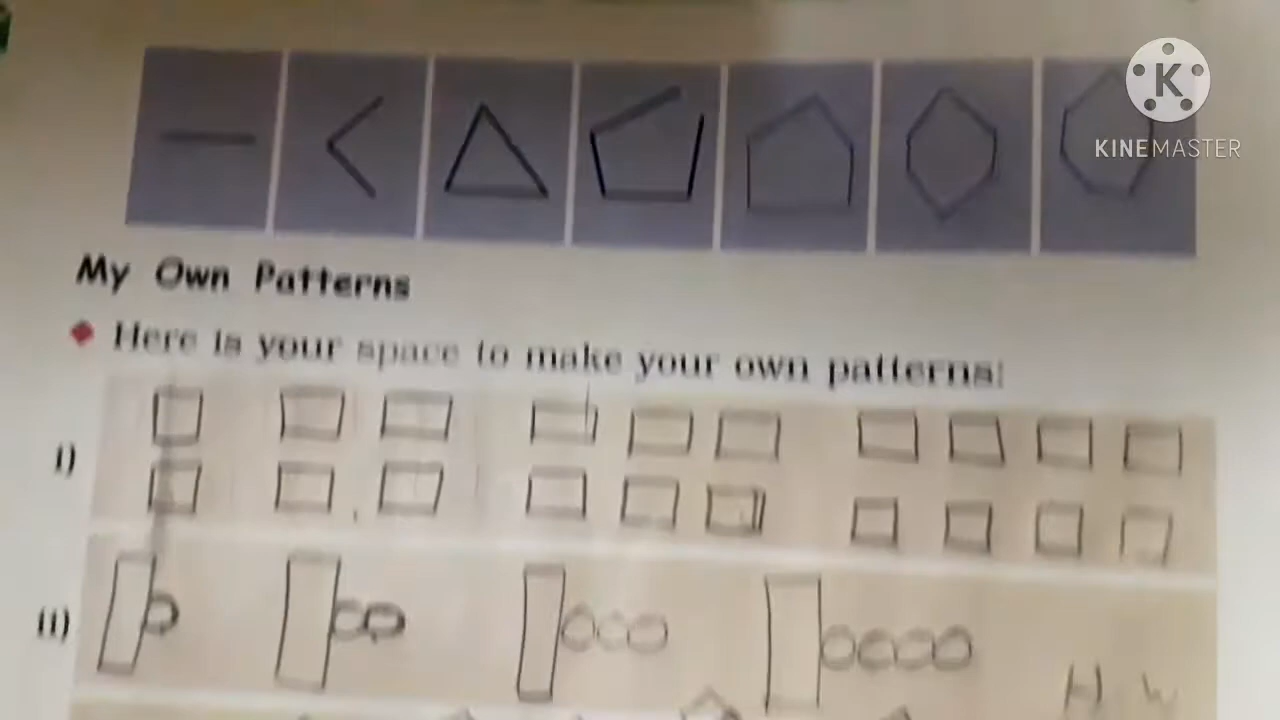 KINEMASTER
My Own Patterns
Here is your space to make your own patterns:
i)
ii)
H.W